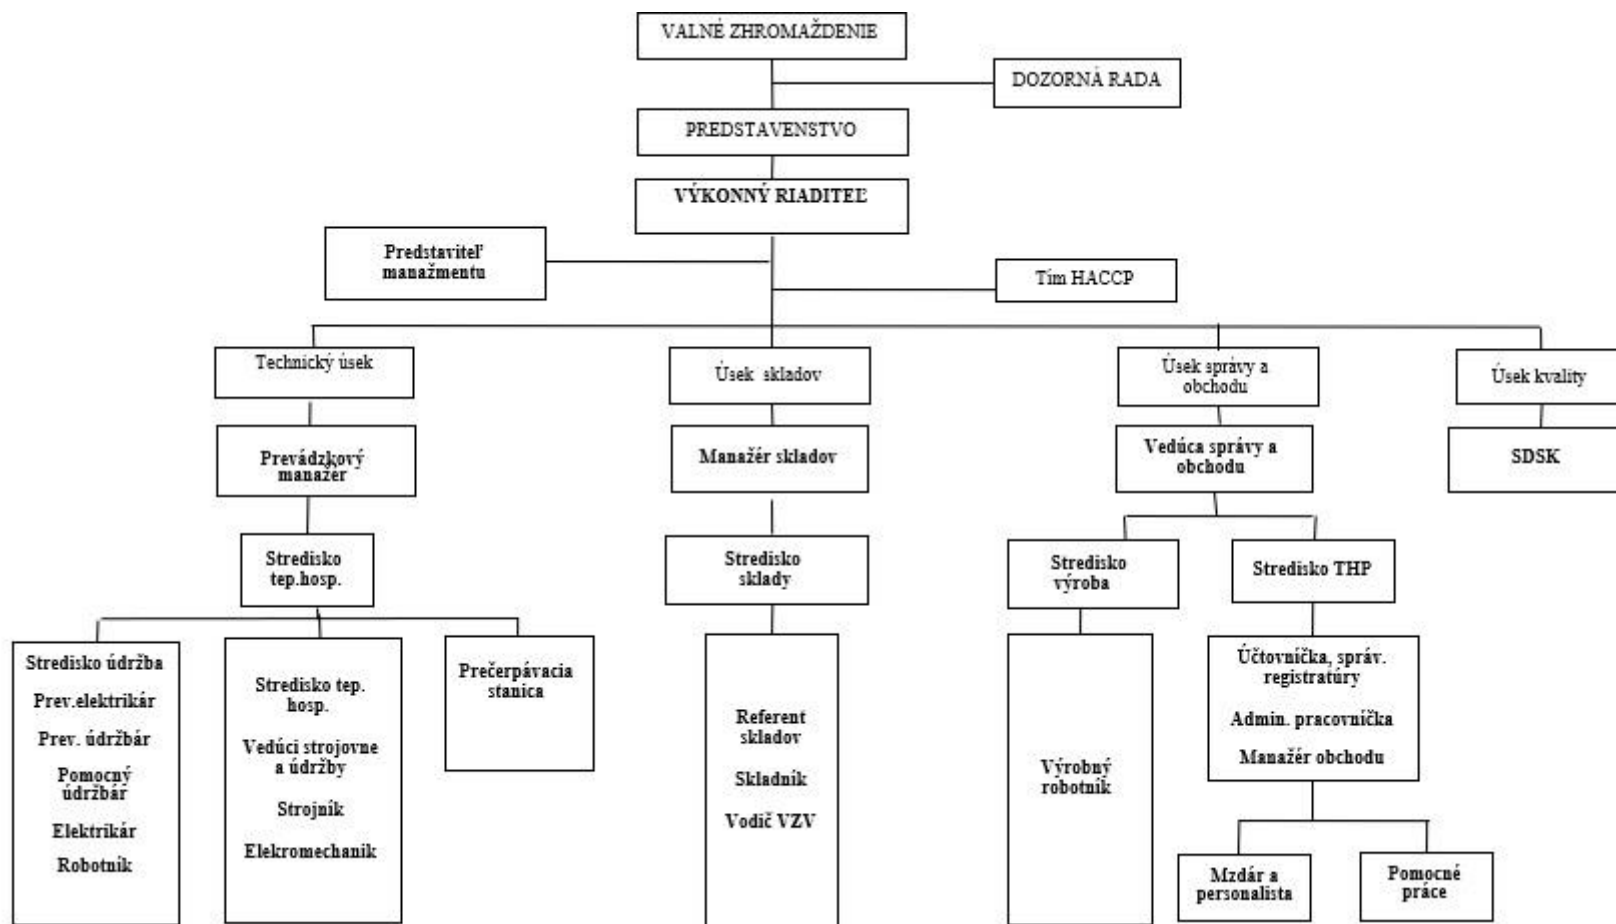 VALNÉ ZHROMAŽDENIE
DOZORNÁ RADA
PREDSTAVENSTVO
VÝKONNÝ RIADITEĽ
Predstaviteľ
manažmentu
Tím HACCP
Technický úsek
Úsek skladov
Úsek správy a
obchodu
Úsek kvality
Prevádzkový
manažér
Manažér skladov
Vedúca správy a
obchodu
SDSK
Stredisko
tep.hosp.
Stredisko
sklady
Stredisko
výroba
Stredisko THP
Stredisko údržba
Prev.elektrikár
Prev. údržbár
Pomocný
údržbár
Elektrikár
Robotník
Stredisko tep.
hosp.
Vedúci strojovne
a údržby
Strojník
Elekromechanik
Prečerpávacia
stanica
Referent
skladov
Skladník
Vodič VZV
Výrobný
robotník
Účtovníčka, správ.
registratúry
Admin. pracovníčka
Manažér obchodu
Mzdár a
personalista
Pomocné
práce